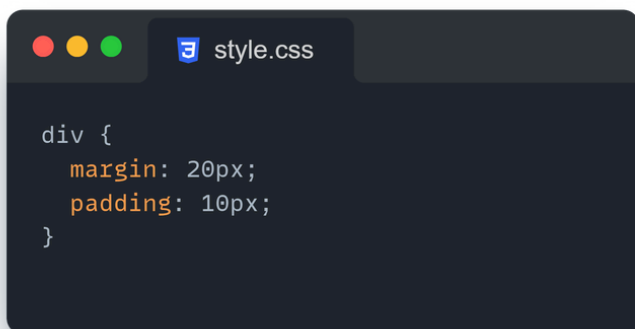 style.css
div {
  margin: 20px;
  padding: 10px;
}